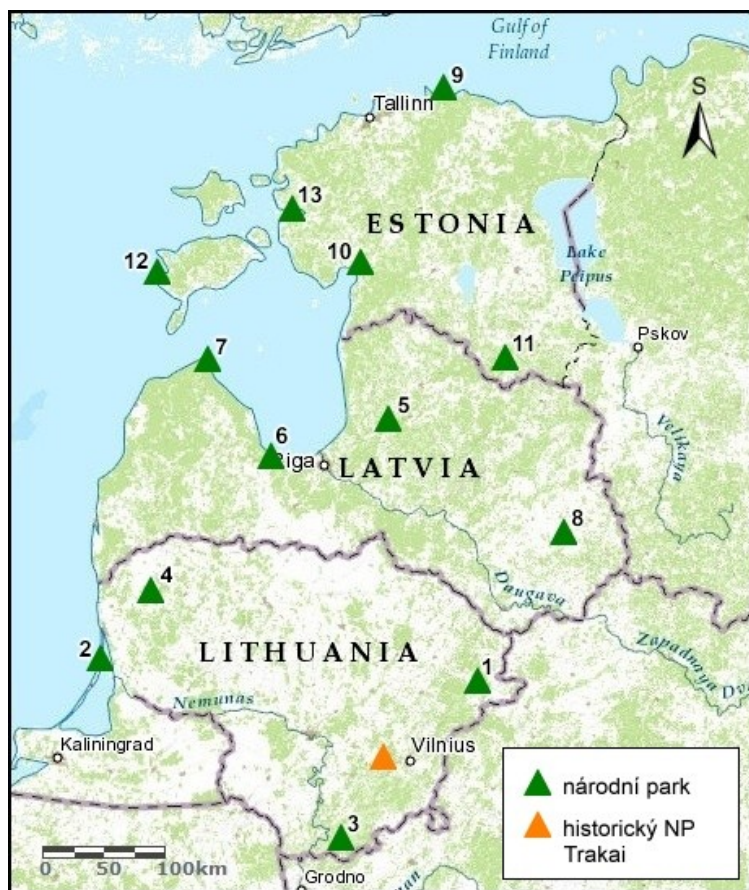 Gulf of
Finland
9
Tallinn
S
13
ESTONIA
12
10
Lake
Peipus
7
11
Pskov
5
6
Riga
LATVIA
Velikaya
8
4
Daugava
2
LITHUANIA
1
Zapadnaya Dv
Nemunas
Kaliningrad
Vilnius
národní park
3
historický NP
Trakai
0 50 100km
Grodno